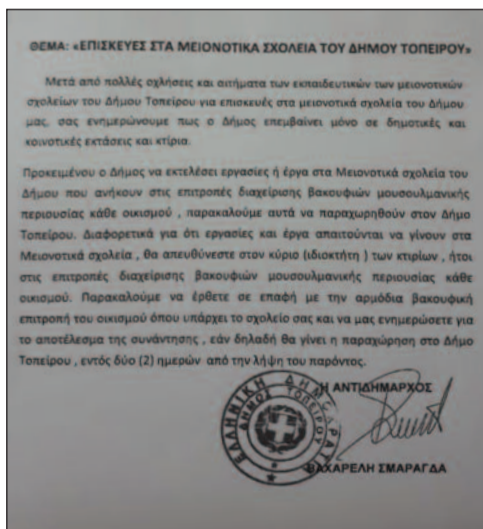 ΘΕΜΑ: «ΕΠΙΣΚΕΥΕΣ ΣΤΑ ΜΕΙΟΝΟΤΙΚΑ ΣΧΟΛΕΙΑ ΤΟΥ ΔΗΜΟΥ ΤΟΠΕΙΡΟΥ»
Μετά από πολλές οχλήσεις και αιτήματα των εκπαιδευτικών των μειονοτικών
σχολείων του Δήμου Τοπείρου για επισκευές στα μειονοτικά σχολεία του Δήμου
μας, σας ενημερώνουμε πως ο Δήμος επεμβαίνει μόνο σε δημοτικές και
κοινοτικές εκτάσεις και κτίρια.
Προκειμένου ο Δήμος να εκτελέσει εργασίες ή έργα στα Μειονοτικά σχολεία του
Δήμου που ανήκουν στις επιτροπές διαχείρισης βακουφιών μουσουλμανικής
περιουσίας κάθε οικισμού , παρακαλούμε αυτά να παραχωρηθούν στον Δήμο
Τοπείρου. Διαφορετικά για ότι εργασίες και έργα απαιτούνται να γίνουν στα
Μειονοτικά σχολεία , θα απευθύνεστε στον κύριο (ιδιοκτήτη ) των κτιρίων , ήτοι
στις επιτροπές διαχείρισης βακουφιών μουσουλμανικής περιουσίας κάθε
οικισμού. Παρακαλούμε να έρθετε σε επαφή με την αρμόδια βακουφική
επιτροπή του οικισμού όπου υπάρχει το σχολείο σας και να μας ενημερώσετε για
το αποτέλεσμα της συνάντησης , εάν δηλαδή θα γίνει η παραχώρηση στο Δήμο
Τοπείρου , εντός δύο (2) ημερών από την λήψη του παρόντος.
Η ΑΝΤΙΔΗΜΑΡΧΟΣ
ΕΛΛΗΝΙΚΗ ΔΗΜΟΚΡΑΤΙΑ
ΔΗΜΟΣ ΤΟΠΕΙΡΟΥ
ΒΑΧΑΡΕΛΗ ΣΜΑΡΑΓΔΑ